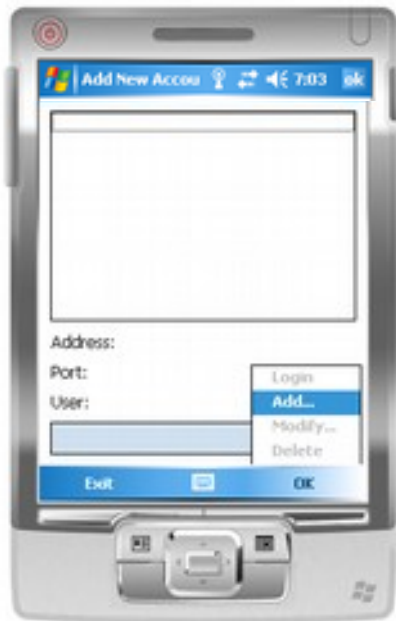 Add New Accou 7:03 ok
Address:
Port:
User:
Login
Add...
Modify...
Delete
Exit OK